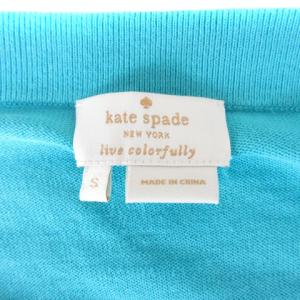 kate spade
NEW YORK
live colorfully
S
MADE IN CHINA